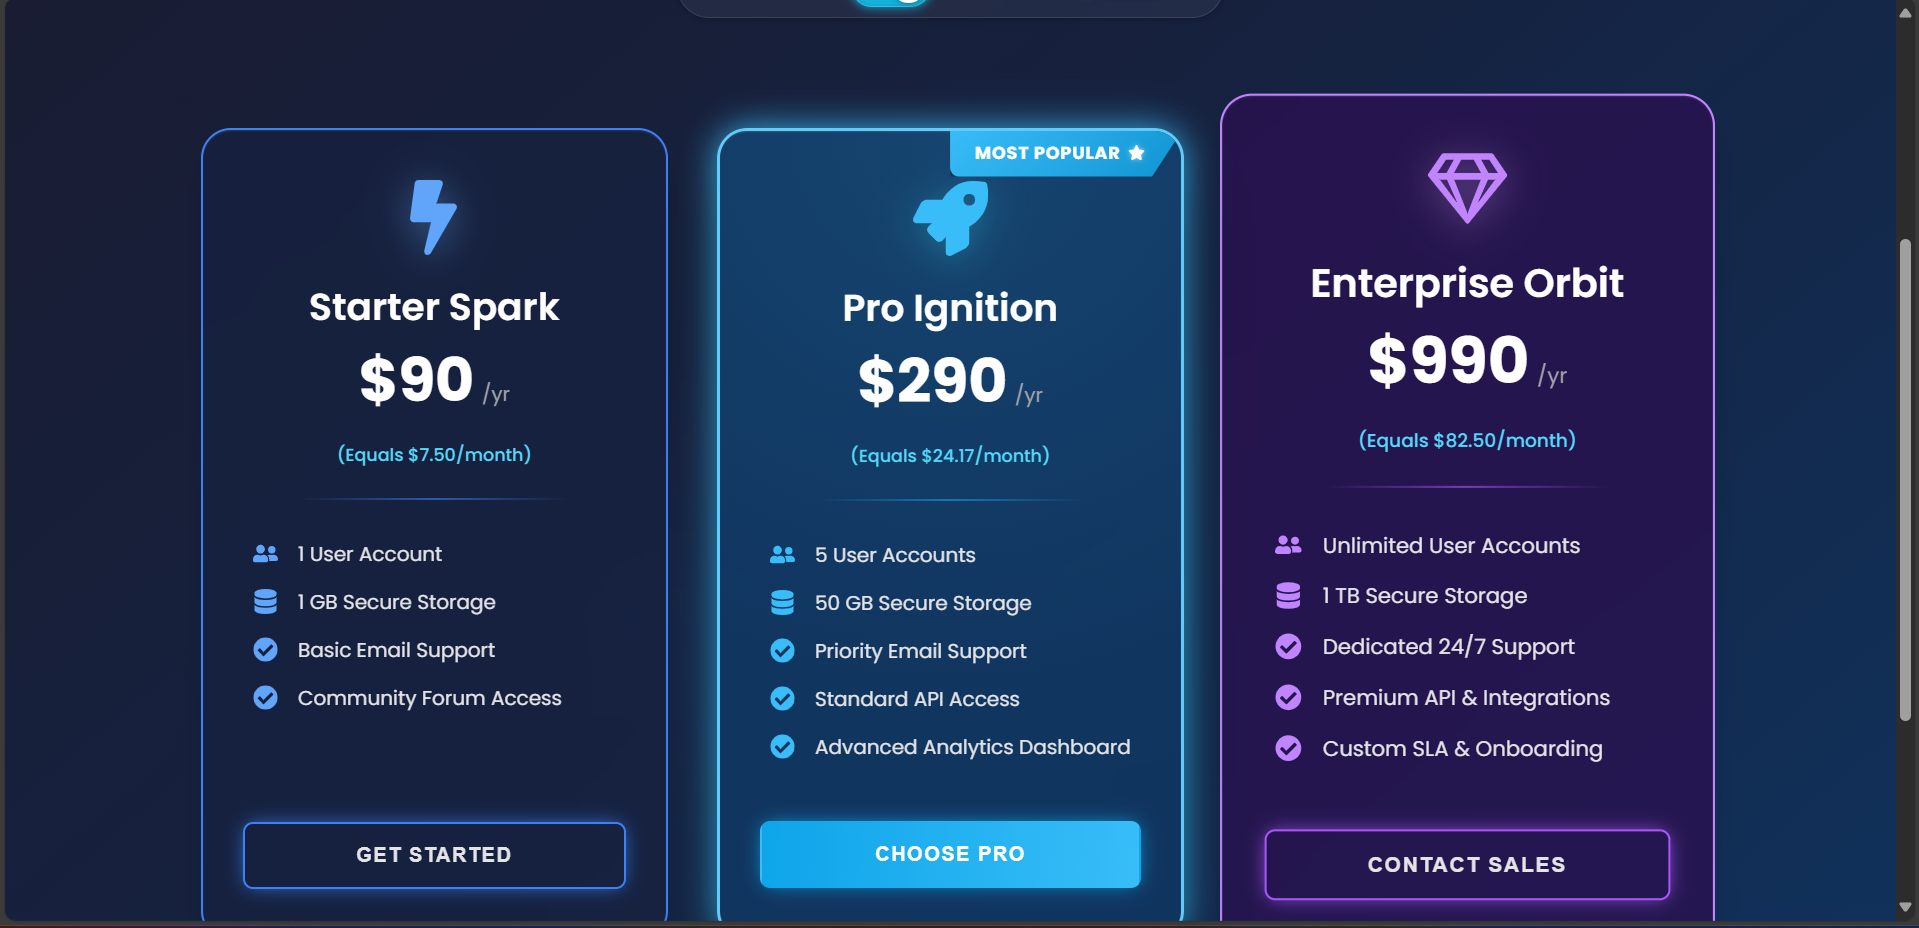 Starter Spark
$90 /yr
(Equals $7.50/month)
1 User Account
1 GB Secure Storage
Basic Email Support
Community Forum Access
GET STARTED
MOST POPULAR
Pro Ignition
$290 /yr
(Equals $24.17/month)
5 User Accounts
50 GB Secure Storage
Priority Email Support
Standard API Access
Advanced Analytics Dashboard
CHOOSE PRO
Enterprise Orbit
$990 /yr
(Equals $82.50/month)
Unlimited User Accounts
1 TB Secure Storage
Dedicated 24/7 Support
Premium API & Integrations
Custom SLA & Onboarding
CONTACT SALES